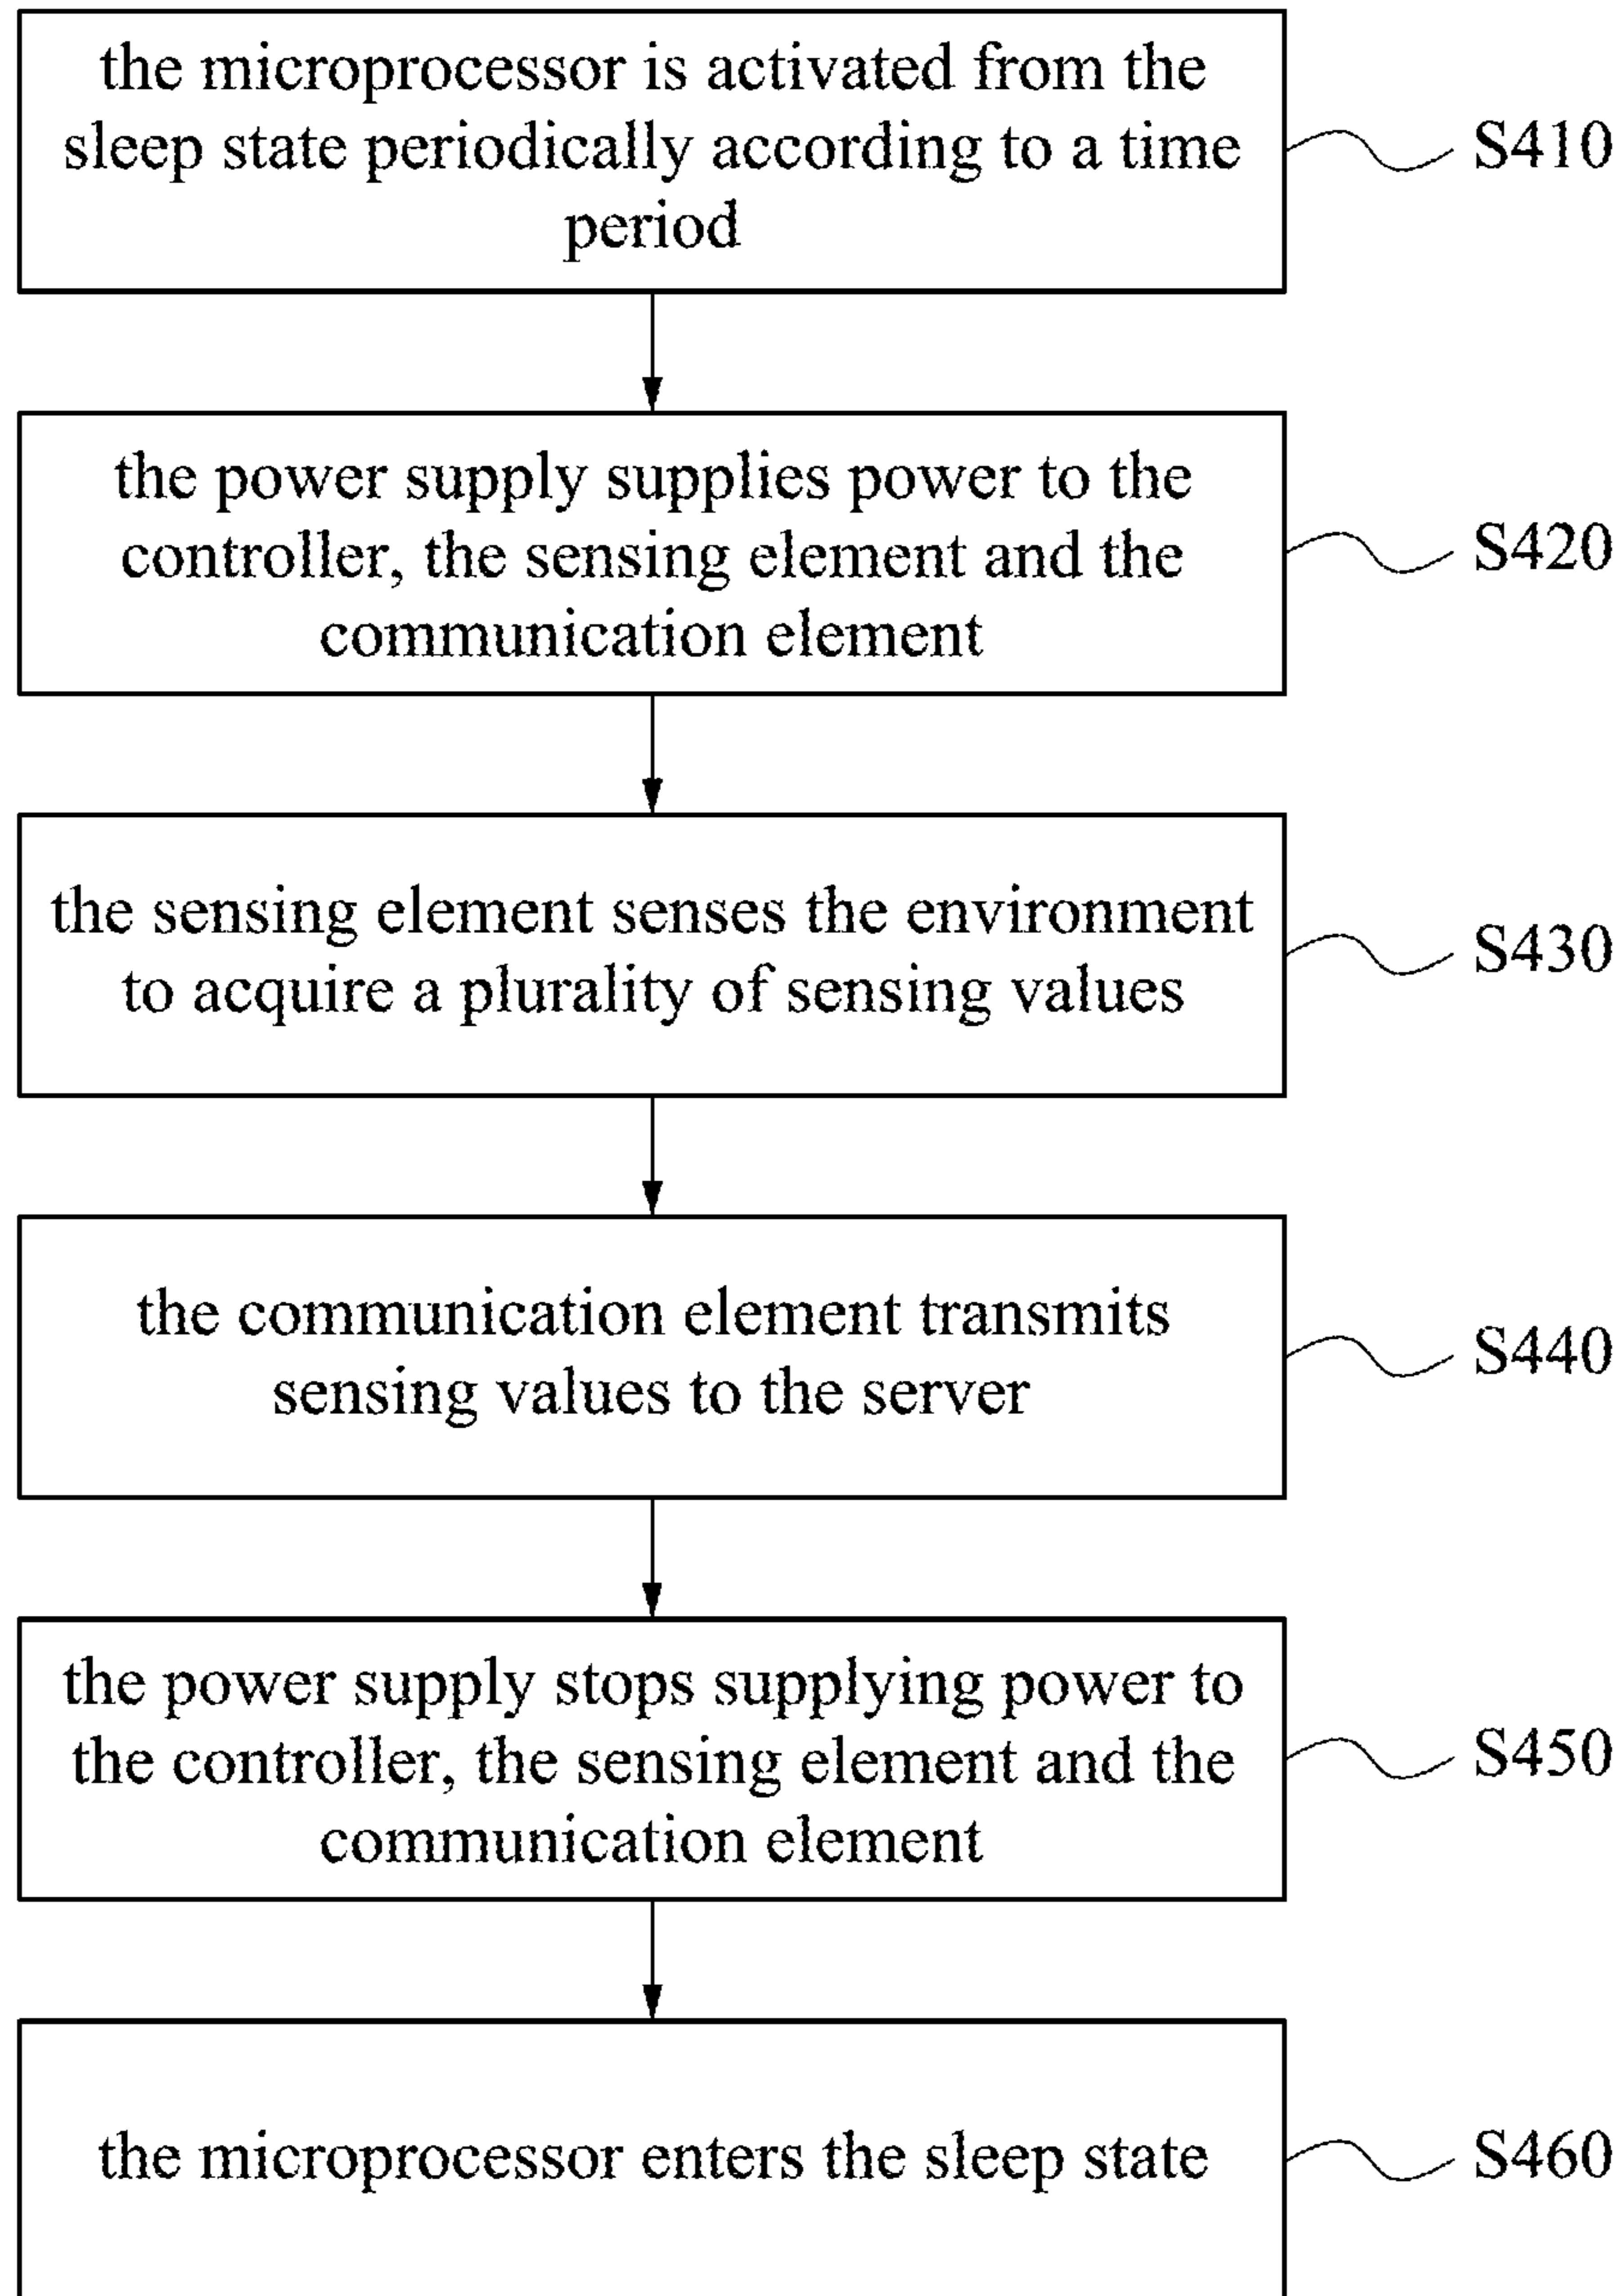 the microprocessor is activated from the
sleep state periodically according to a time
period
S410
the power supply supplies power to the
controller, the sensing element and the
communication element
S420
the sensing element senses the environment
to acquire a plurality of sensing values
S430
the communication element transmits
sensing values to the server
S440
the power supply stops supplying power to
the controller, the sensing element and the
communication element
S450
the microprocessor enters the sleep state
S460